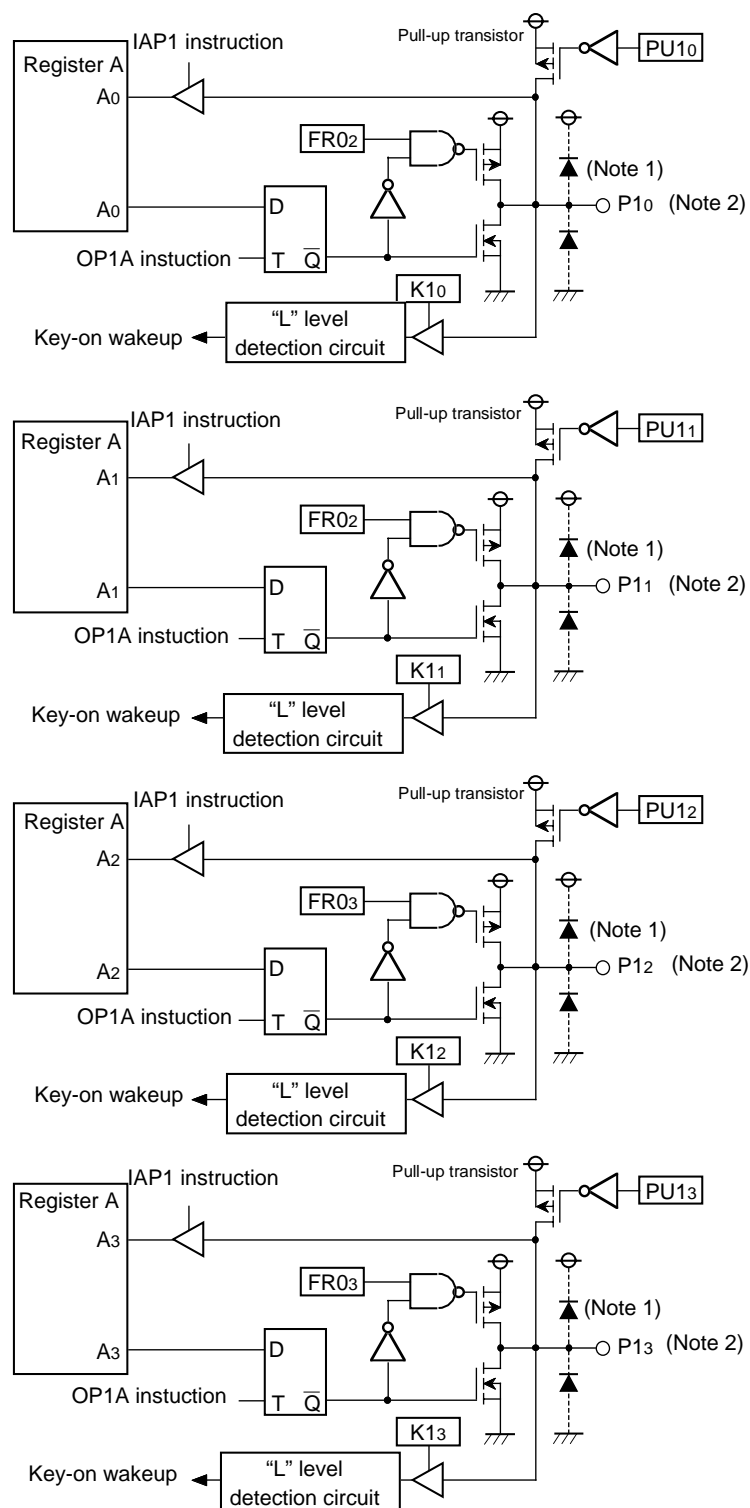 IAP1 instruction
Pull-up transistor
PU10
Register A
A0
FR02
(Note 1)
A0
D
P10 (Note 2)
OP1A instuction
T Q̅
K10
Key-on wakeup
“L” level
detection circuit
IAP1 instruction
Pull-up transistor
PU11
Register A
A1
FR02
(Note 1)
A1
D
P11 (Note 2)
OP1A instuction
T Q̅
K11
Key-on wakeup
“L” level
detection circuit
IAP1 instruction
Pull-up transistor
PU12
Register A
A2
FR03
(Note 1)
A2
D
P12 (Note 2)
OP1A instuction
T Q̅
K12
Key-on wakeup
“L” level
detection circuit
IAP1 instruction
Pull-up transistor
PU13
Register A
A3
FR03
(Note 1)
A3
D
P13 (Note 2)
OP1A instuction
T Q̅
K13
Key-on wakeup
“L” level
detection circuit